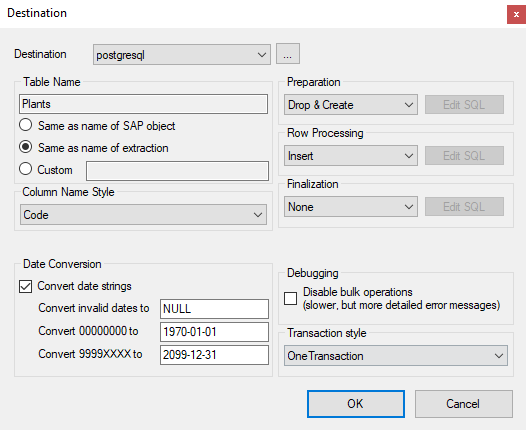 Destination
x
Destination
postgresql
...
Table Name
Plants
Same as name of SAP object
Same as name of extraction
Custom
Column Name Style
Code
Preparation
Drop & Create
Edit SQL
Row Processing
Insert
Edit SQL
Finalization
None
Edit SQL
Date Conversion
Convert date strings
Convert invalid dates to
NULL
Convert 00000000 to
1970-01-01
Convert 9999XXXX to
2099-12-31
Debugging
Disable bulk operations
(slower, but more detailed error messages)
Transaction style
OneTransaction
OK
Cancel